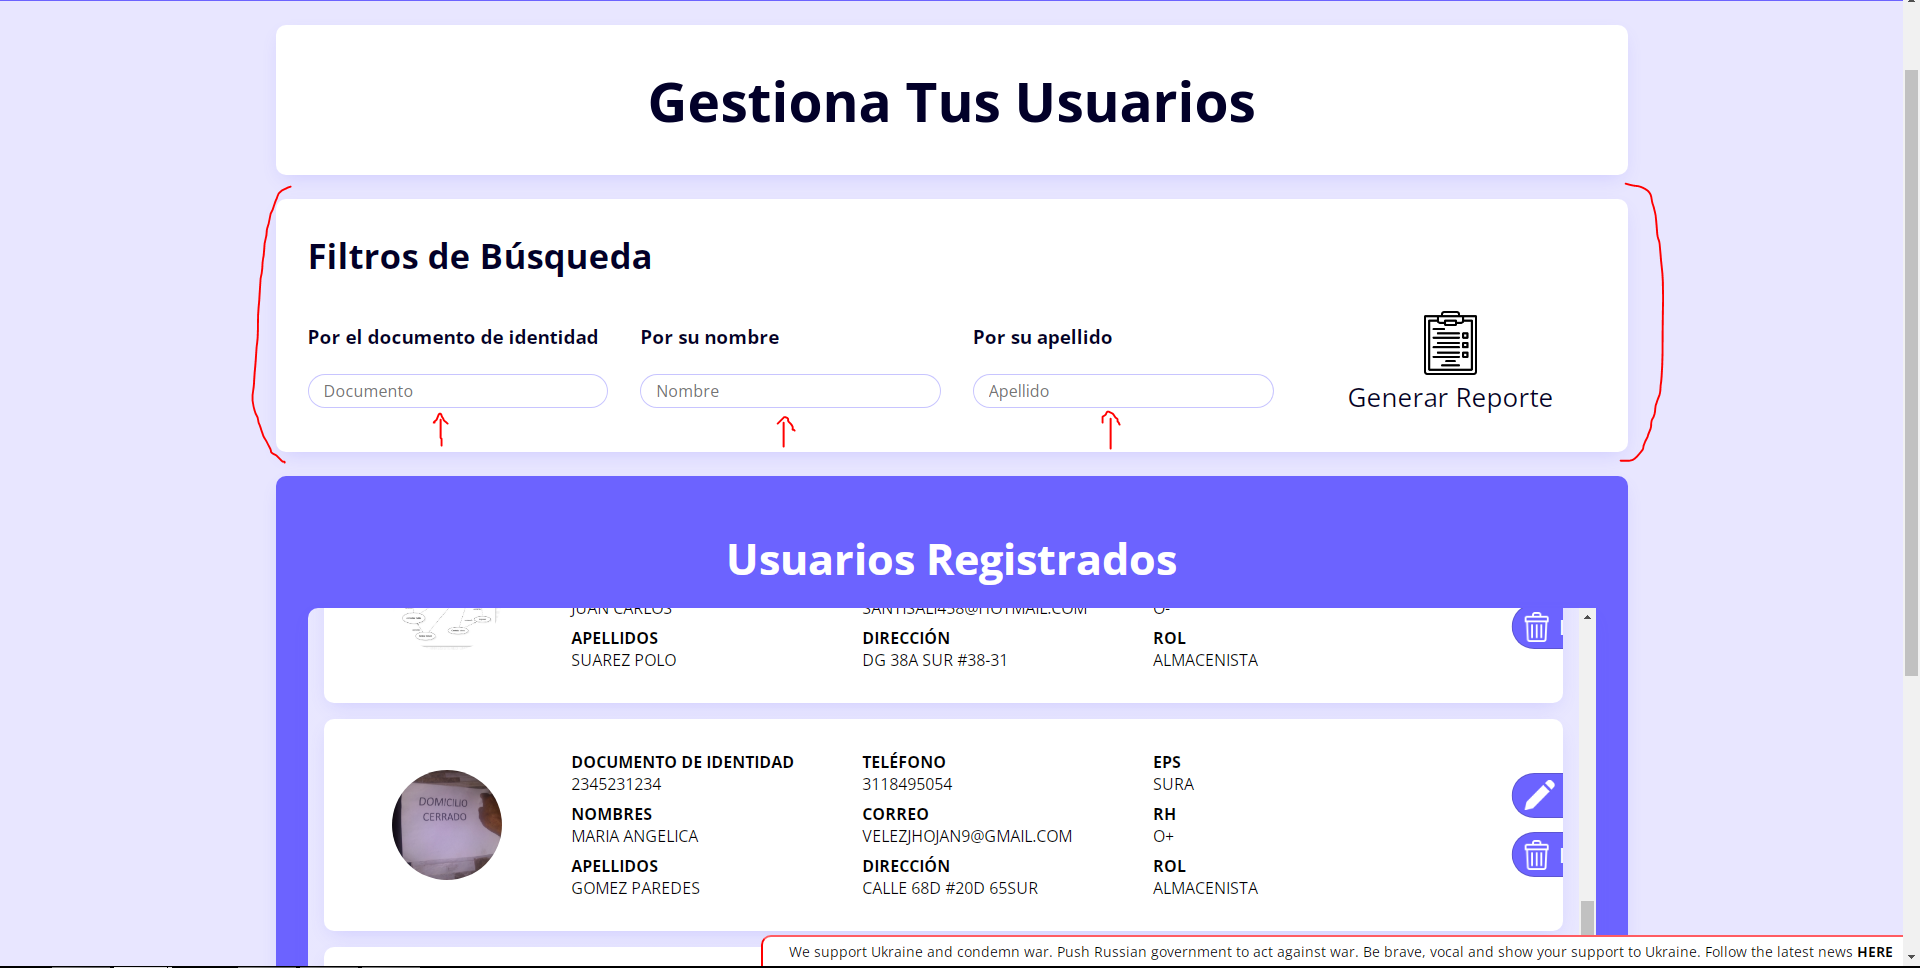 Gestiona Tus Usuarios
Filtros de Búsqueda
Por el documento de identidad
Por su nombre
Por su apellido
Documento
Nombre
Apellido
Generar Reporte
Usuarios Registrados
JUAN CARLOS
SANTISALI458@HOTMAIL.COM
O-
APELLIDOS
DIRECCIÓN
ROL
SUAREZ POLO
DG 38A SUR #38-31
ALMACENISTA
DOMICILIO
CERRADO
DOCUMENTO DE IDENTIDAD
TELÉFONO
EPS
2345231234
3118495054
SURA
NOMBRES
CORREO
RH
MARIA ANGELICA
VELEZJHOJAN9@GMAIL.COM
O+
APELLIDOS
DIRECCIÓN
ROL
GOMEZ PAREDES
CALLE 68D #20D 65SUR
ALMACENISTA
We support Ukraine and condemn war. Push Russian government to act against war. Be brave, vocal and show your support to Ukraine. Follow the latest news HERE